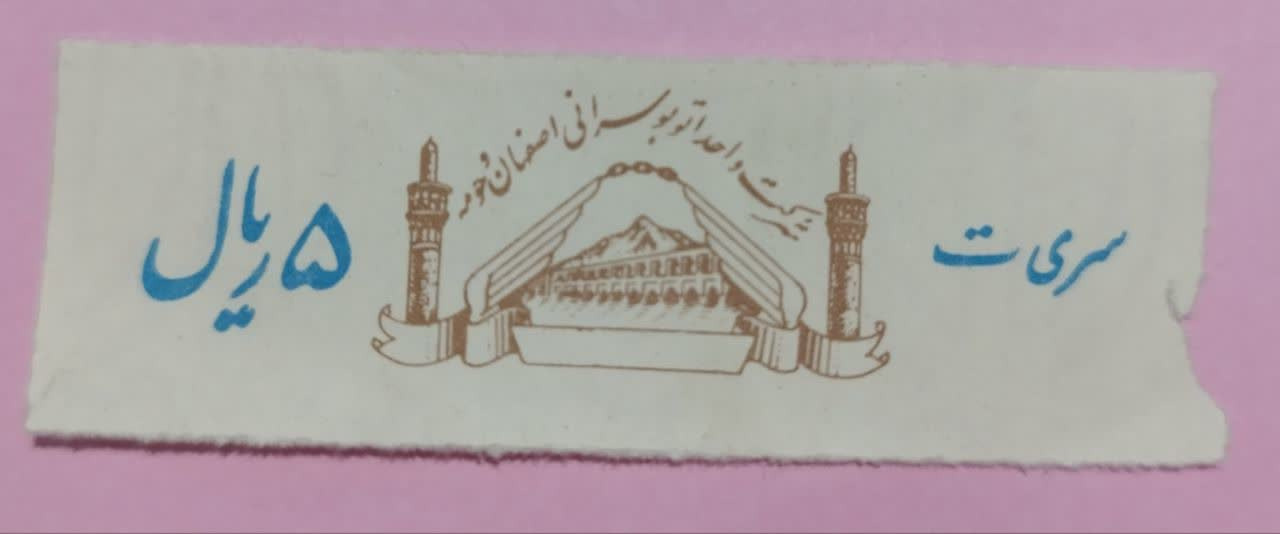 شرکت واحد اتوبوسرانی اصفهان و حومه
سری ت
۵ ریال